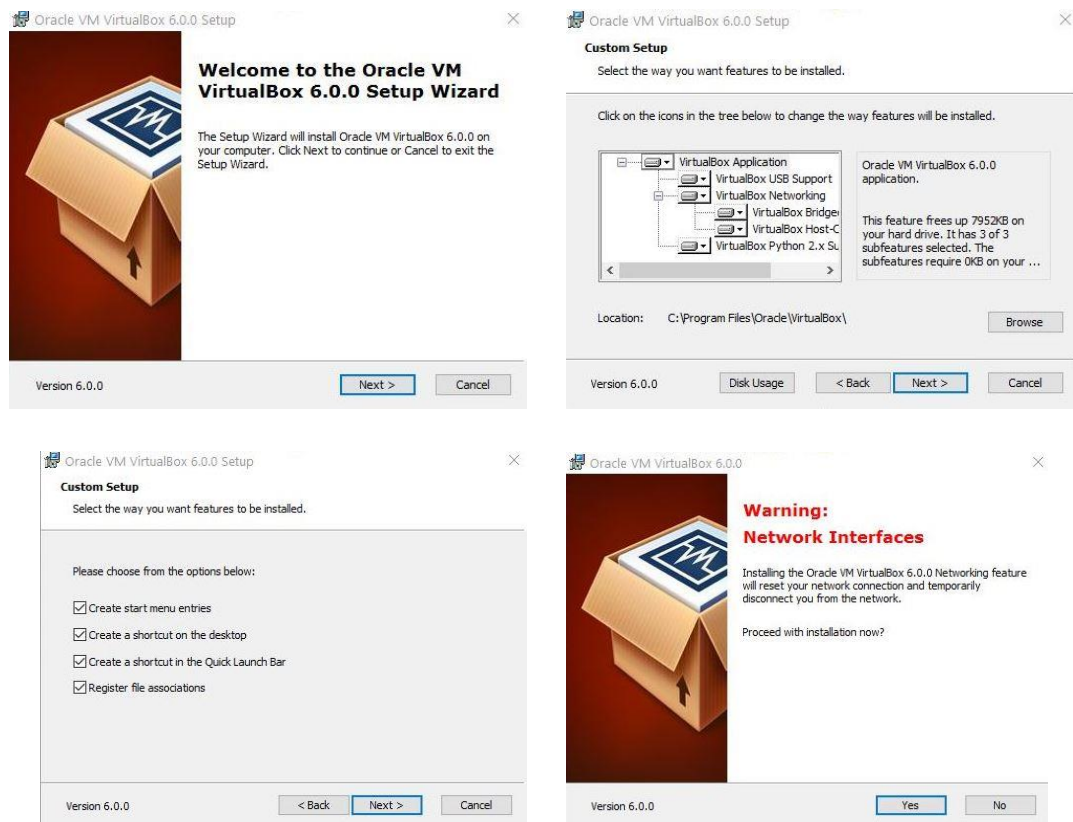 Oracle VM VirtualBox 6.0.0 Setup
Welcome to the Oracle VM
VirtualBox 6.0.0 Setup Wizard
The Setup Wizard will install Oracle VM VirtualBox 6.0.0 on
your computer. Click Next to continue or Cancel to exit the
Setup Wizard.
Version 6.0.0
Next >
Cancel
Oracle VM VirtualBox 6.0.0 Setup
Custom Setup
Select the way you want features to be installed.
Click on the icons in the tree below to change the way features will be installed.
VirtualBox Application
VirtualBox USB Support
VirtualBox Networking
VirtualBox Bridge
VirtualBox Host-C
VirtualBox Python 2.x Su
Oracle VM VirtualBox 6.0.0
application.
This feature frees up 7952KB on
your hard drive. It has 3 of 3
subfeatures selected. The
subfeatures require 0KB on your ...
Location: C:\Program Files\Oracle\VirtualBox\
Browse
Version 6.0.0
Disk Usage
< Back
Next >
Cancel
Oracle VM VirtualBox 6.0.0 Setup
Custom Setup
Select the way you want features to be installed.
Please choose from the options below:
Create start menu entries
Create a shortcut on the desktop
Create a shortcut in the Quick Launch Bar
Register file associations
Version 6.0.0
< Back
Next >
Cancel
Oracle VM VirtualBox 6.0.0
Warning:
Network Interfaces
Installing the Oracle VM VirtualBox 6.0.0 Networking feature
will reset your network connection and temporarily
disconnect you from the network.
Proceed with installation now?
Version 6.0.0
Yes
No